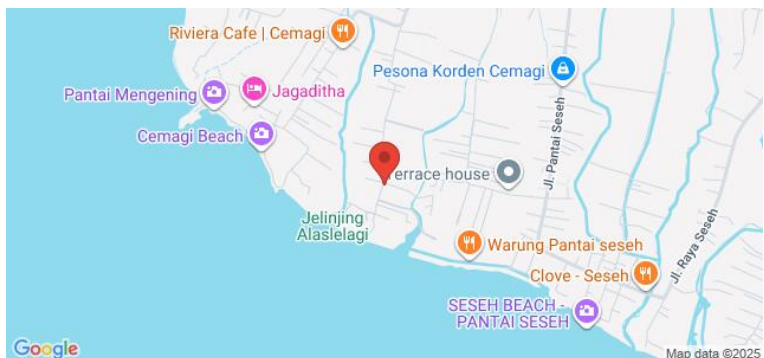 Riviera Cafe | Cemagi
Pesona Korden Cemagi
Pantai Mengening
Jagaditha
Cemagi Beach
Terrace house
Jl. Pantai Seseh
Jelinjing
Alaslelagi
Warung Pantai seseh
Clove - Seseh
Jl. Raya Seseh
SESEH BEACH -
PANTAI SESEH
Google
Map data ©2025